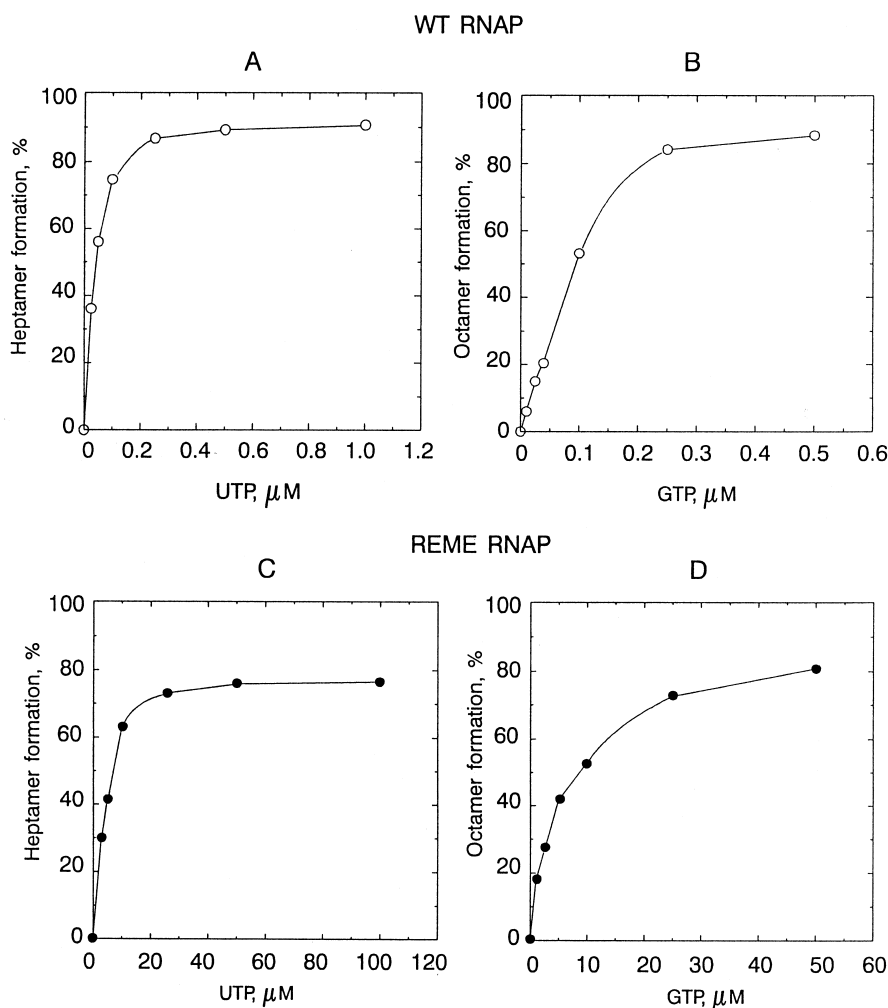 WT RNAP
A
B
Heptamer formation, %
100
80
60
40
20
0
0 0.2 0.4 0.6 0.8 1.0 1.2
UTP, μM
Octamer formation, %
100
80
60
40
20
0
0 0.1 0.2 0.3 0.4 0.5 0.6
GTP, μM
REME RNAP
C
D
Heptamer formation, %
100
80
60
40
20
0
0 20 40 60 80 100 120
UTP, μM
Octamer formation, %
100
80
60
40
20
0
0 10 20 30 40 50 60
GTP, μM